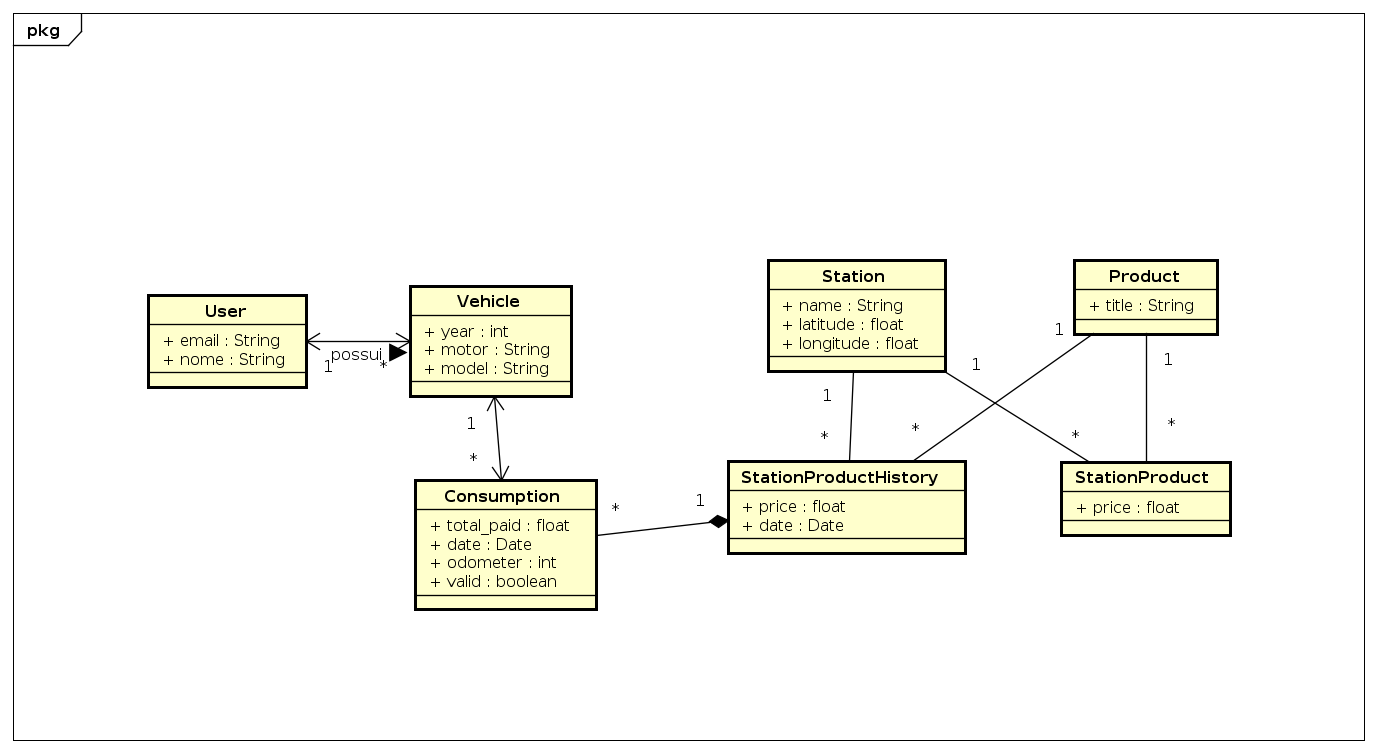 pkg
User
+ email : String
+ nome : String
possui
1
*
Vehicle
+ year : int
+ motor : String
+ model : String
1
*
Consumption
+ total_paid : float
+ date : Date
+ odometer : int
+ valid : boolean
*
1
Station
+ name : String
+ latitude : float
+ longitude : float
1
*
1
*
Product
+ title : String
1
*
1
*
StationProductHistory
+ price : float
+ date : Date
StationProduct
+ price : float